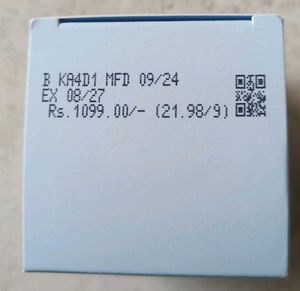 B KA4D1 MFD 09/24
EX 08/27
Rs.1099.00/- (21.98/9)